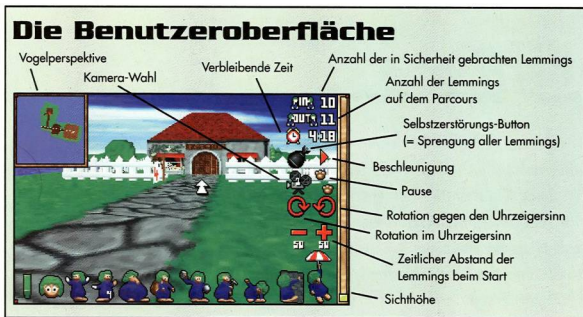 Die Benutzeroberfläche
Vogelperspektive
Kamera-Wahl
Verbleibende Zeit
Anzahl der in Sicherheit gebrachten Lemmings
Anzahl der Lemmings
auf dem Parcours
Selbstzerstörungs-Button
(= Sprengung aller Lemmings)
Beschleunigung
Pause
Rotation gegen den Uhrzeigersinn
Rotation im Uhrzeigersinn
Zeitlicher Abstand der
Lemmings beim Start
Sichthöhe
IN 10
OUT 11
4:18
50 50